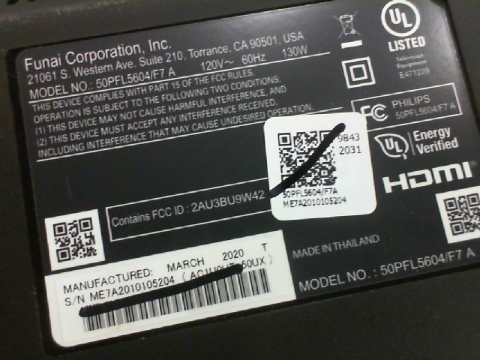 Funai Corporation, Inc.
21061 S. Western Ave. Suite 210, Torrance, CA 90501, USA
MODEL NO.: 50PFL5604/F7 A 120V~ 60Hz 130W
THIS DEVICE COMPLIES WITH PART 15 OF THE FCC RULES.
OPERATION IS SUBJECT TO THE FOLLOWING TWO CONDITIONS.
(1) THIS DEVICE MAY NOT CAUSE HARMFUL INTERFERENCE, AND
(2) THIS DEVICE MUST ACCEPT ANY INTERFERENCE RECEIVED,
INCLUDING INTERFERENCE THAT MAY CAUSE UNDESIRED OPERATION.
UL
LISTED
E471229
FC
PHILIPS
50PFL5604/F7 A
UL
Energy
Verified
HDMI
9843
2031
50PFL5604/F7A
ME7A2010105204
Contains FCC ID : 2AU3BU9W42
MANUFACTURED: MARCH 2020 T
S/N ME7A2010105204
MADE IN THAILAND
MODEL NO. : 50PFL5604/F7 A